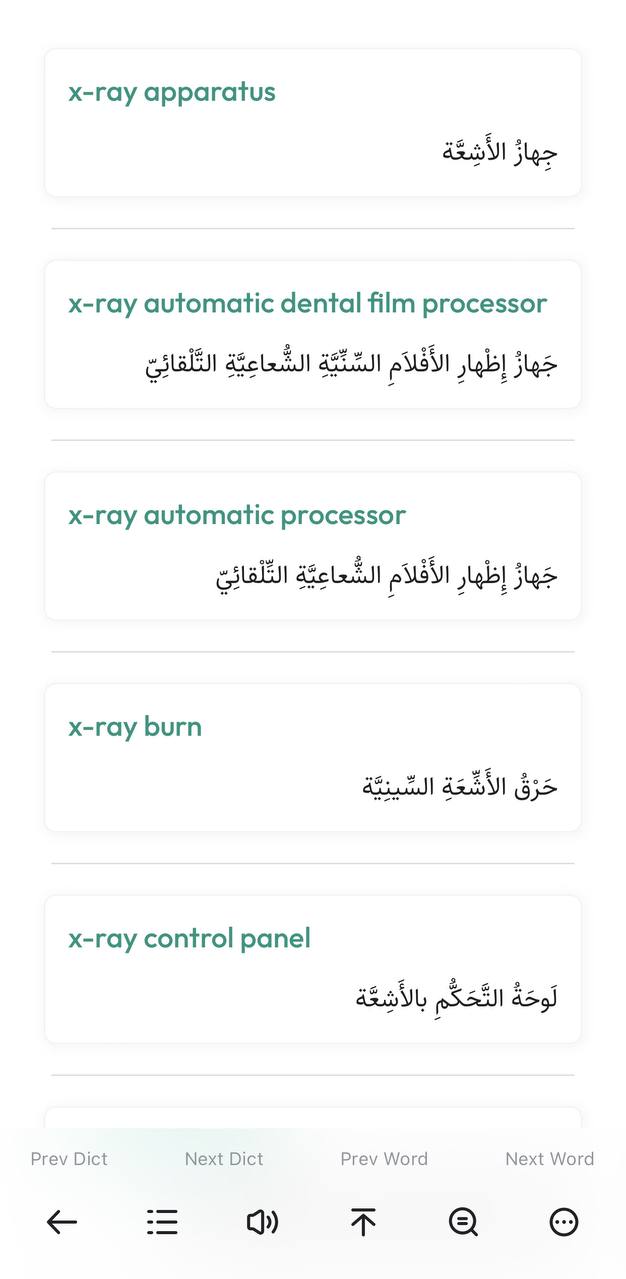 x-ray apparatus
جِهازُ الأَشِعَّة
x-ray automatic dental film processor
جَهازُ إِظْهارِ الأَفْلاَمِ السِّنِّيَّةِ الشُّعاعِيَّةِ التَّلْقائِيّ
x-ray automatic processor
جَهازُ إِظْهارِ الأَفْلاَمِ الشُّعاعِيَّةِ التِّلْقائِيّ
x-ray burn
حَرْقُ الأَشِّعَةِ السِّينِيَّة
x-ray control panel
لَوحَةُ التَّحَكُّمِ بالأَشِعَّة
Prev Dict Next Dict Prev Word Next Word